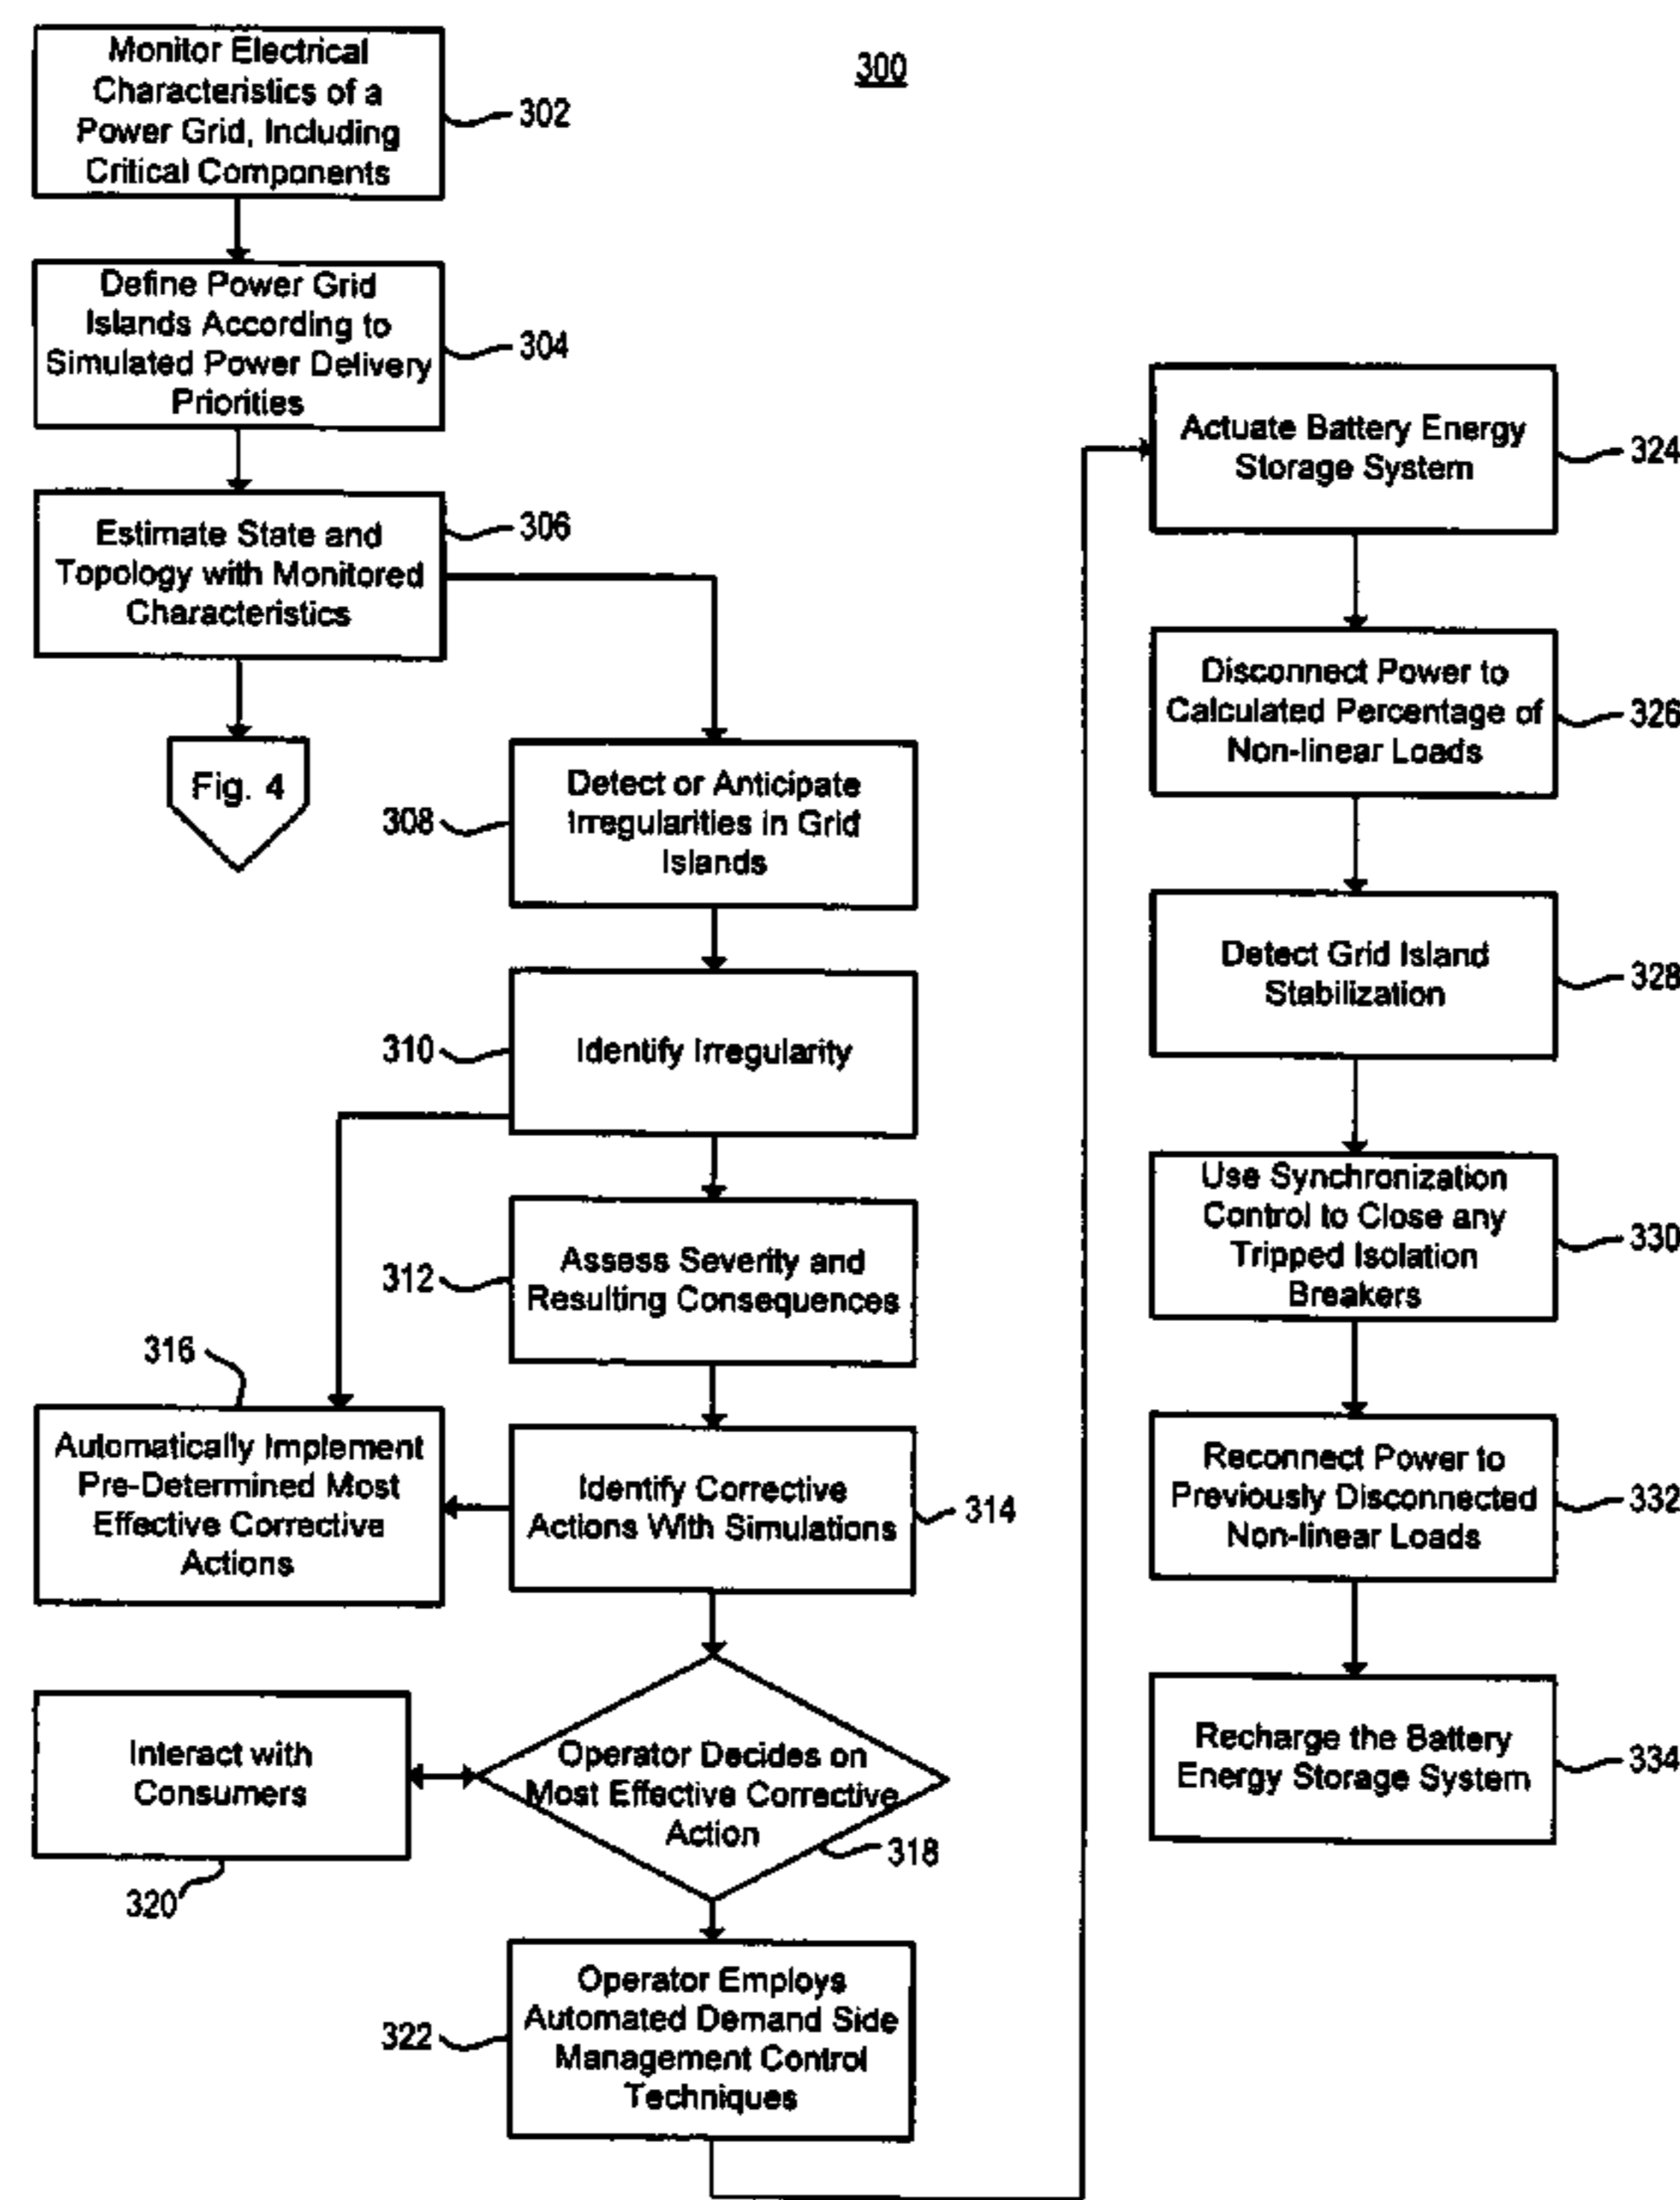 300
Monitor Electrical
Characteristics of a
Power Grid, Including
Critical Components
302
Define Power Grid
Islands According to
Simulated Power Delivery
Priorities
304
Estimate State and
Topology with Monitored
Characteristics
306
Fig. 4
Detect or Anticipate
Irregularities in Grid
Islands
308
Identify Irregularity
310
Assess Severity and
Resulting Consequences
312
Identify Corrective
Actions With Simulations
314
316
Automatically Implement
Pre-Determined Most
Effective Corrective
Actions
Operator Decides on
Most Effective Corrective
Action
318
Interact with
Consumers
320
Operator Employs
Automated Demand Side
Management Control
Techniques
322
Actuate Battery Energy
Storage System
324
Disconnect Power to
Calculated Percentage of
Non-linear Loads
326
Detect Grid Island
Stabilization
328
Use Synchronization
Control to Close any
Tripped Isolation
Breakers
330
Reconnect Power to
Previously Disconnected
Non-linear Loads
332
Recharge the Battery
Energy Storage System
334